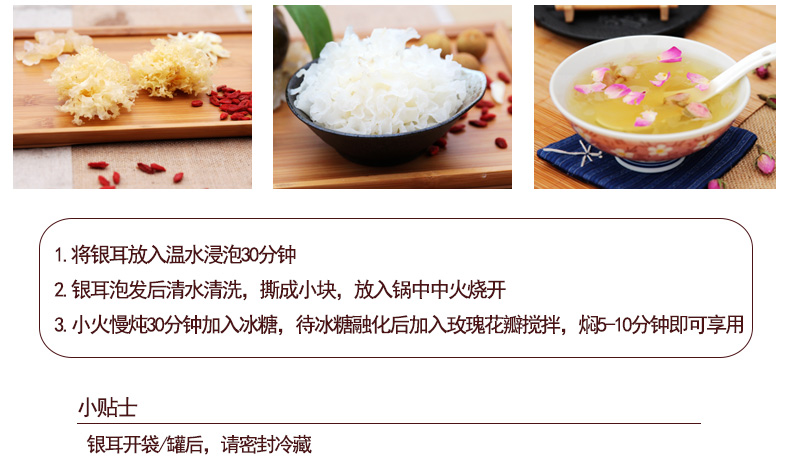 1.将银耳放入温水浸泡30分钟
2.银耳泡发后清水清洗，撕成小块，放入锅中中火烧开
3.小火慢炖30分钟加入冰糖，待冰糖融化后加入玫瑰花瓣搅拌，焖5-10分钟即可享用
小贴士
银耳开袋/罐后，请密封冷藏